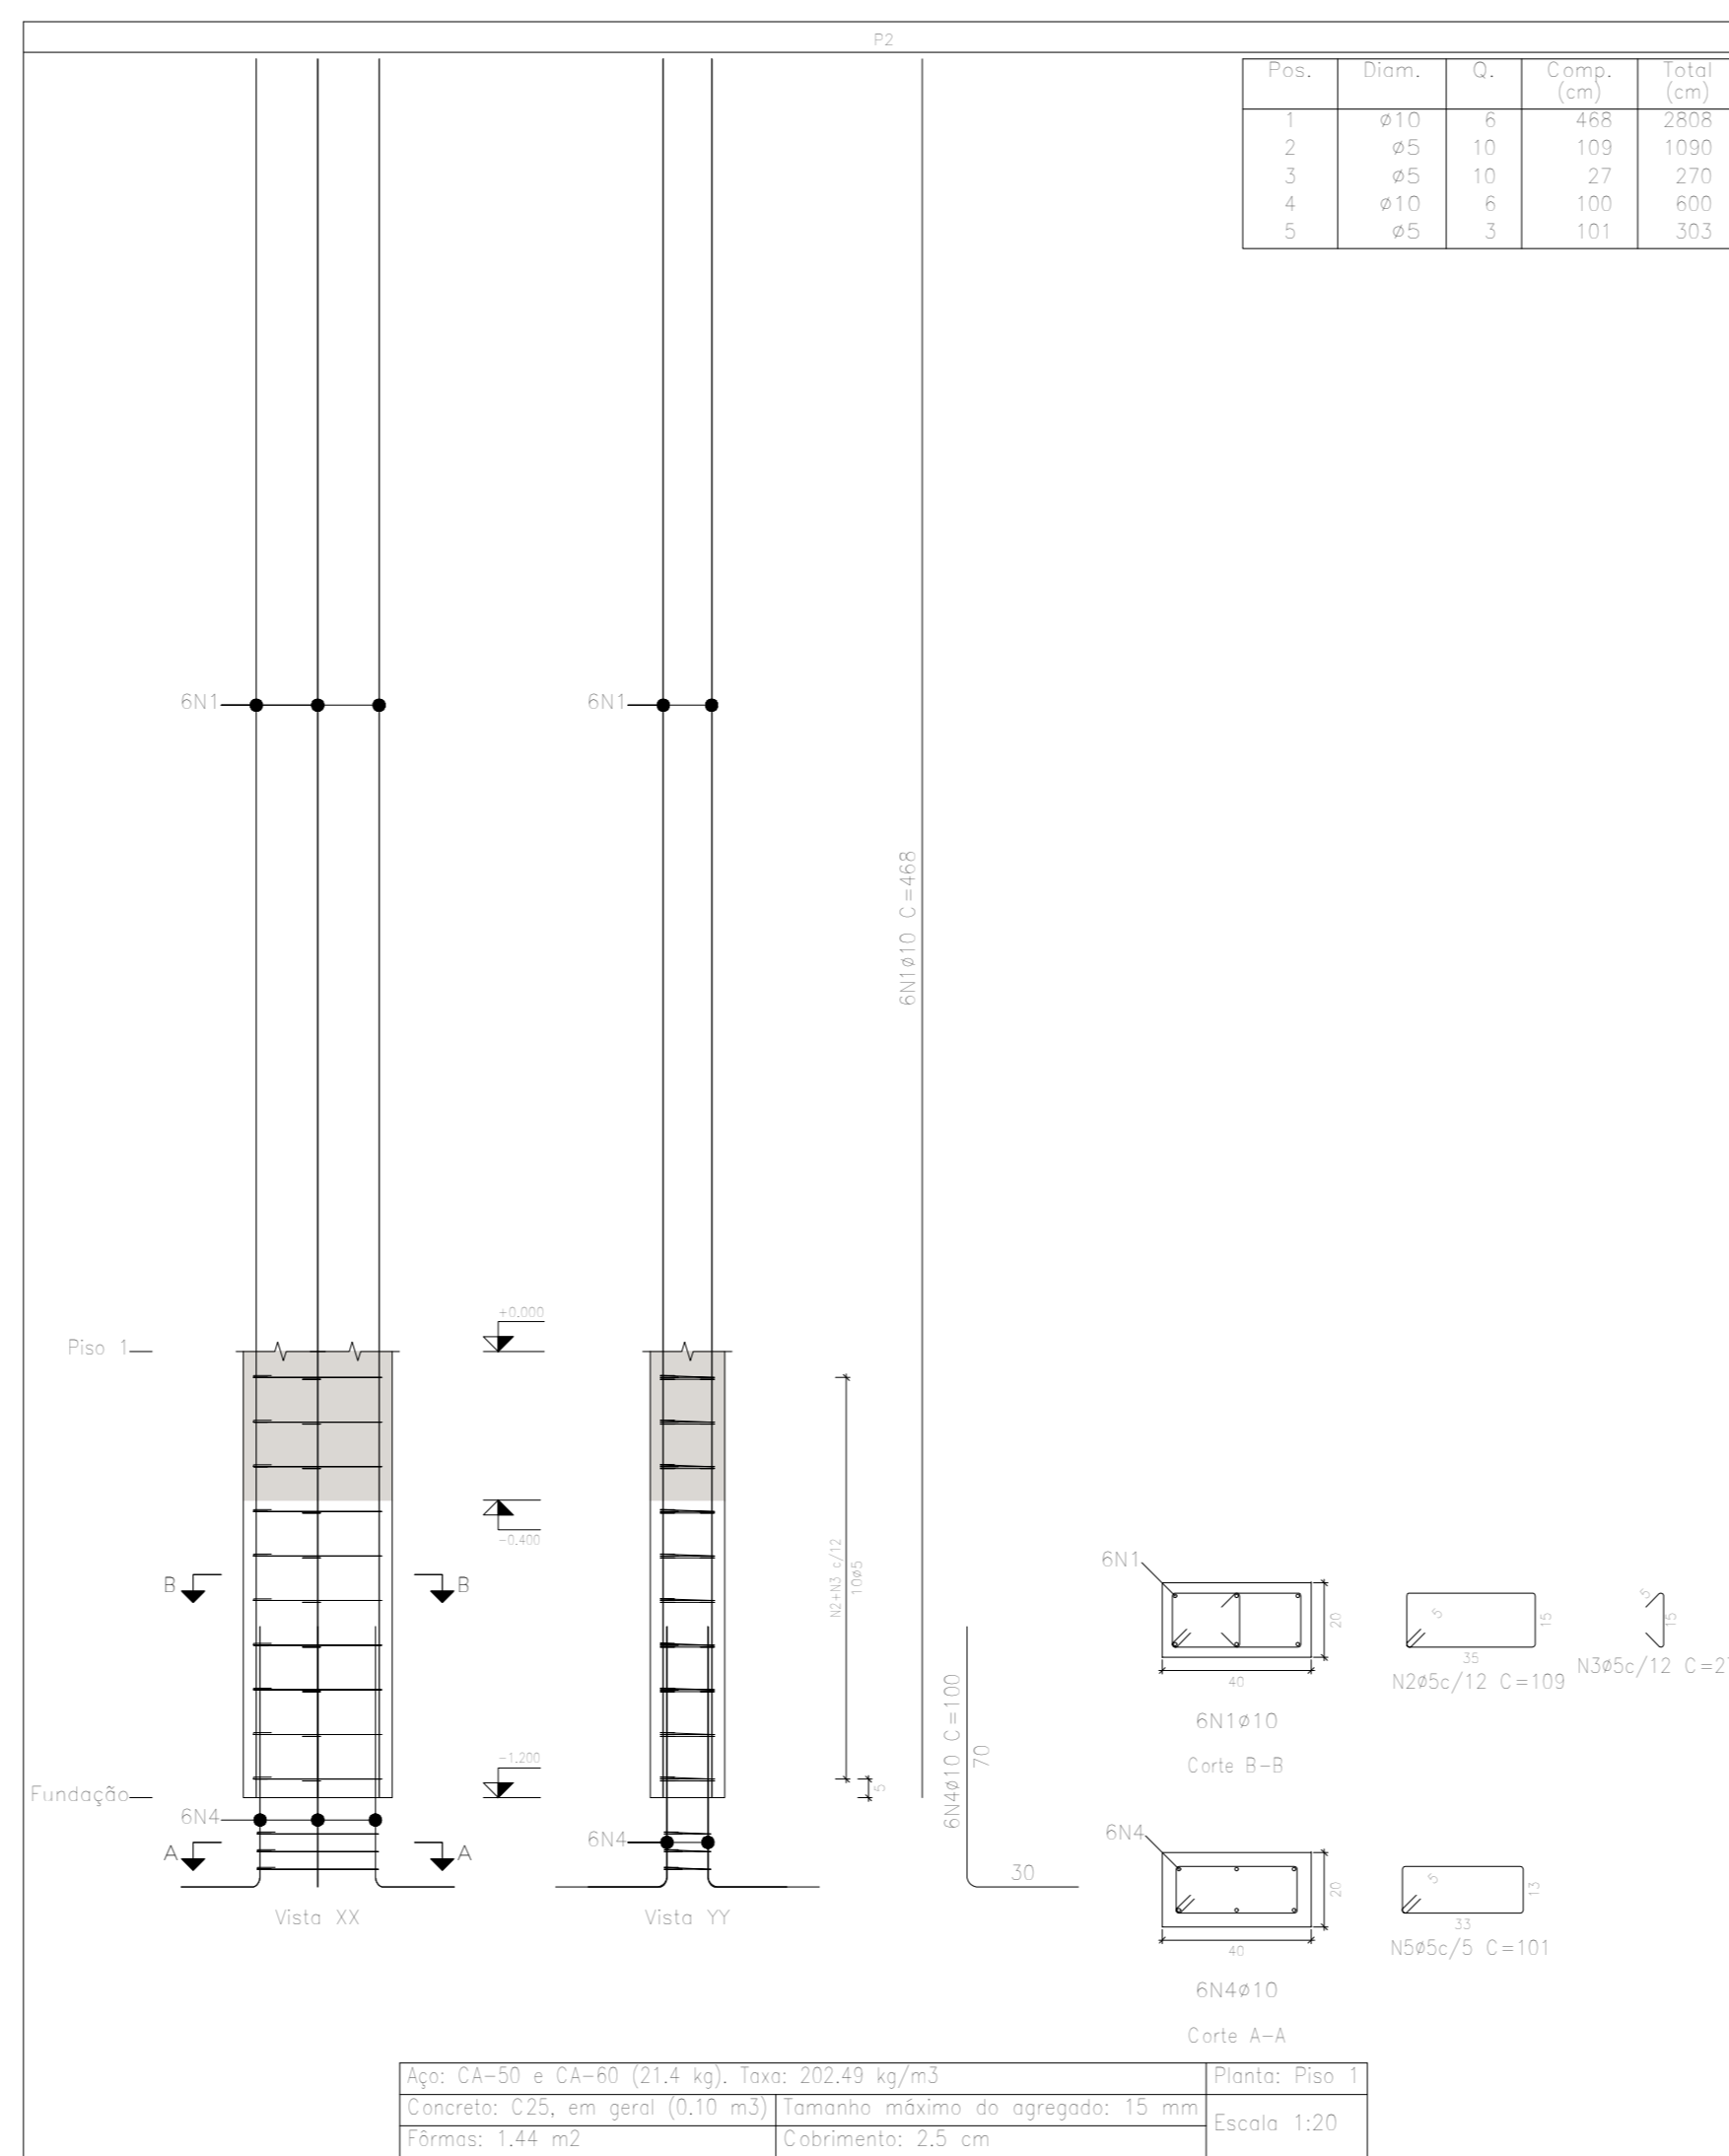 P2
Pos. Diam. Q. Comp. (cm) Total (cm)
1 ø10 6 468 2808
2 ø5 10 109 1090
3 ø5 10 27 270
4 ø10 6 100 600
5 ø5 3 101 303
6N1
6N1
6N1ø10 C=468
+0.000
Piso 1
-0.400
N2+N3 c/12
10ø5
B
B
6N1
20
40
6N1ø10
Corte B-B
5
15
35
N2ø5c/12 C=109
5
15
N3ø5c/12 C=2
-1.200
5
6N4ø10 C=100
70
30
Fundação
6N4
6N4
A
A
Vista XX
Vista YY
6N4
20
40
6N4ø10
Corte A-A
5
13
33
N5ø5c/5 C=101
Aço: CA-50 e CA-60 (21.4 kg). Taxa: 202.49 kg/m3
Planta: Piso 1
Concreto: C25, em geral (0.10 m3)
Tamanho máximo do agregado: 15 mm
Escala 1:20
Fôrmas: 1.44 m2
Cobrimento: 2.5 cm